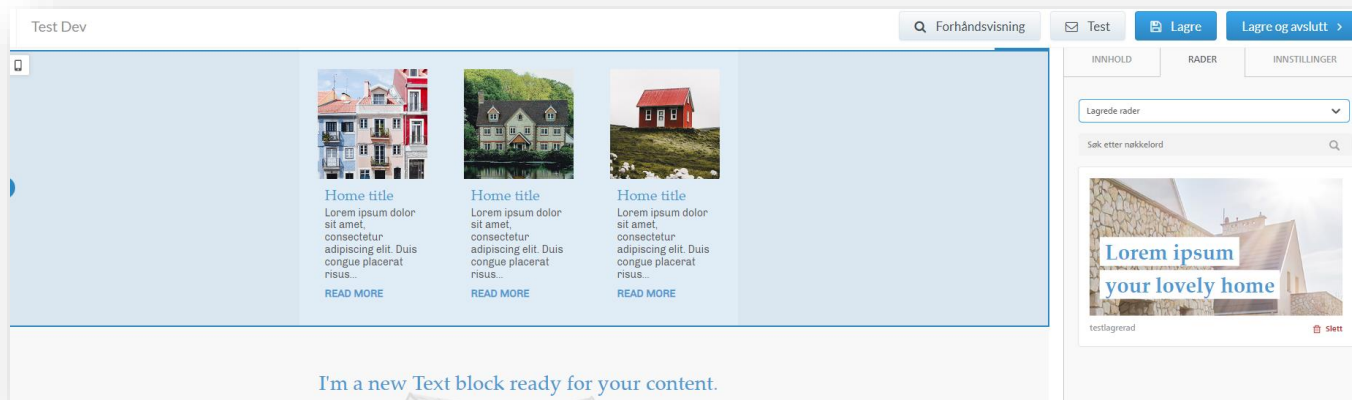 Test Dev
Forhåndsvisning
Test
Lagre
Lagre og avslutt
INNHOLD
RADER
INNSTILLINGER
Lagrede rader
Søk etter nøkkelord
Lorem ipsum
your lovely home
testlagrerad
Slett
Home title
Lorem ipsum dolor
sit amet,
consectetur
adipiscing elit. Duis
congue placerat
risus...
READ MORE
Home title
Lorem ipsum dolor
sit amet,
consectetur
adipiscing elit. Duis
congue placerat
risus...
READ MORE
Home title
Lorem ipsum dolor
sit amet,
consectetur
adipiscing elit. Duis
congue placerat
risus...
READ MORE
I'm a new Text block ready for your content.